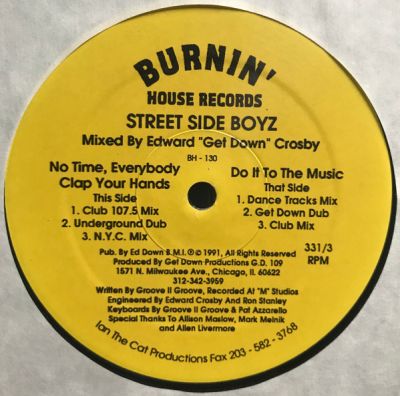 BURNIN'
HOUSE RECORDS
STREET SIDE BOYZ
Mixed By Edward "Get Down" Crosby
BH - 130
No Time, Everybody
Clap Your Hands
This Side
1. Club 107.5 Mix
2. Underground Dub
3. N.Y.C. Mix
Do It To The Music
That Side
1. Dance Tracks Mix
2. Get Down Dub
3. Club Mix
331/3
RPM
Pub. By Ed Down B.M.I. ℗ © 1991, All Rights Reserved
Produced By Get Down Productions G.D. 109
1571 N. Milwaukee Ave., Chicago, Il. 60622
312-342-3959
Written By Groove II Groove, Recorded At "M" Studios
Engineered By Edward Crosby And Ron Stanley
Keyboards By Groove II Groove & Pat Azzarello
Special Thanks To Allison Maslow, Mark Melnik
and Allen Livermore
Ian The Cat Productions Fax 203 - 582 - 3768